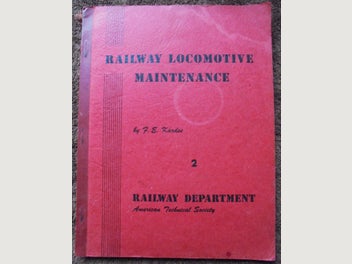 RAILWAY LOCOMOTIVE
MAINTENANCE
by F. E. Kardes
2
RAILWAY DEPARTMENT
American Technical Society